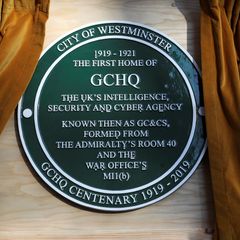 CITY OF WESTMINSTER
1919 - 1921
THE FIRST HOME OF
GCHQ
THE UK'S INTELLIGENCE,
SECURITY AND CYBER AGENCY
KNOWN THEN AS GC&CS,
FORMED FROM
THE ADMIRALTY'S ROOM 40
AND THE
WAR OFFICE'S
MI1(b)
GCHQ CENTENARY 1919 - 2019